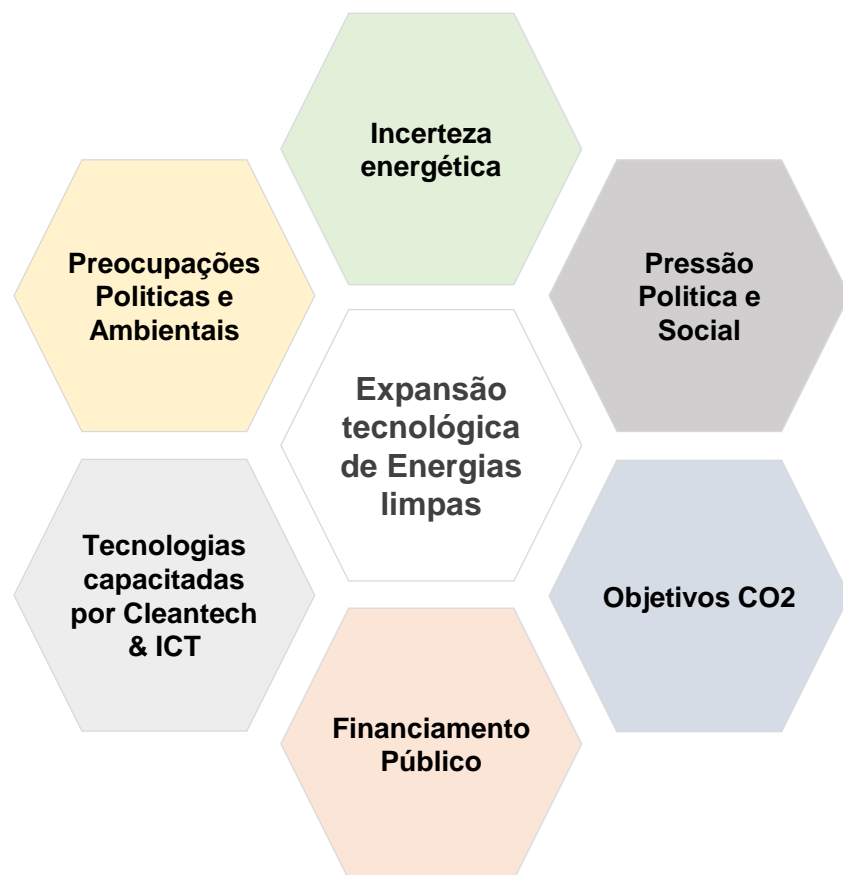 Incerteza
energética
Preocupações
Politicas e
Ambientais
Pressão
Politica e
Social
Expansão
tecnológica
de Energias
limpas
Tecnologias
capacitadas
por Cleantech
& ICT
Objetivos CO2
Financiamento
Público